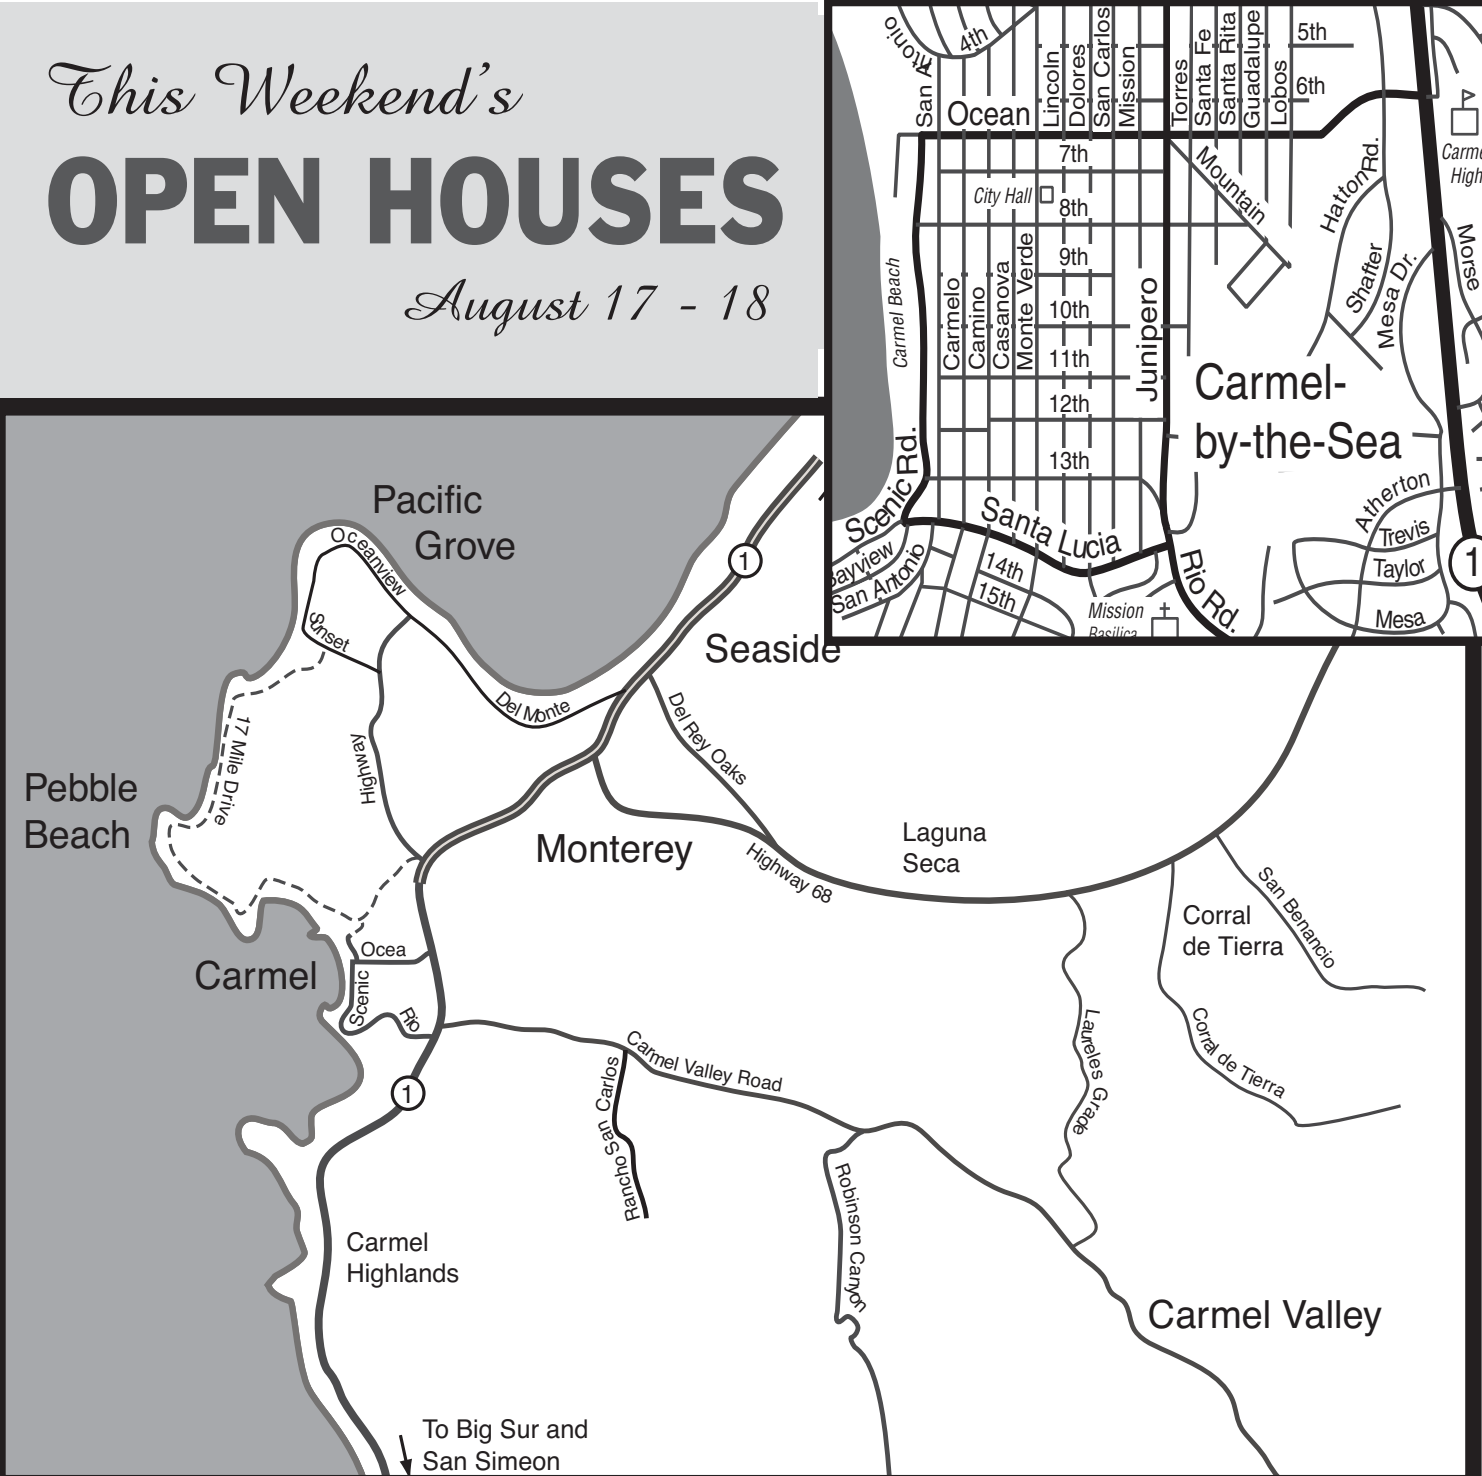 This Weekend's
OPEN HOUSES
August 17 - 18
San Antonio
4th
Ocean
Lincoln
Dolores
San Carlos
Mission
Torres
Santa Fe
Santa Rita
Guadalupe
Lobos
5th
6th
7th
City Hall
8th
Mountain
Hatton Rd.
Carme
High
Morse
Shafter
Mesa Dr.
Carmel Beach
Carmelo
Camino
Casanova
Monte Verde
9th
10th
11th
12th
13th
Junipero
Carmel-
by-the-Sea
Scenic Rd.
Santa Lucia
Bayview
San Antonio
14th
15th
Mission
Basilica
Rio Rd.
Atherton
Trevis
Taylor
Mesa
1
Pacific
Grove
Oceanview
Sunset
1
Seaside
Del Monte
Del Rey Oaks
17 Mile Drive
Highway
Pebble
Beach
Monterey
Highway 68
Laguna
Seca
San Benancio
Corral
de Tierra
Corral de Tierra
Carmel
Ocea
Scenic
Rio
1
Carmel Valley Road
Rancho San Carlos
Laureles Grade
Robinson Canyon
Carmel
Highlands
Carmel Valley
To Big Sur and
San Simeon